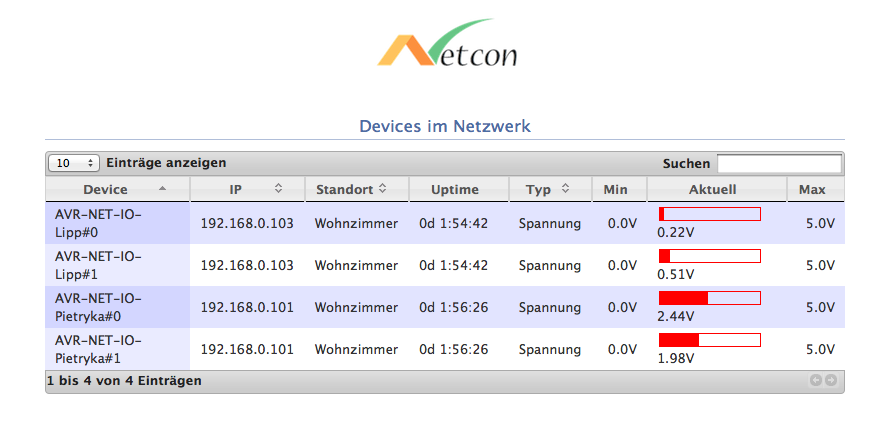 Netcon
Devices im Netzwerk
10 Einträge anzeigen Suchen
Device IP Standort Uptime Typ Min Aktuell Max
AVR-NET-IO-
Lipp#0 192.168.0.103 Wohnzimmer 0d 1:54:42 Spannung 0.0V 0.22V 5.0V
AVR-NET-IO-
Lipp#1 192.168.0.103 Wohnzimmer 0d 1:54:42 Spannung 0.0V 0.51V 5.0V
AVR-NET-IO-
Pietryka#0 192.168.0.101 Wohnzimmer 0d 1:56:26 Spannung 0.0V 2.44V 5.0V
AVR-NET-IO-
Pietryka#1 192.168.0.101 Wohnzimmer 0d 1:56:26 Spannung 0.0V 1.98V 5.0V
1 bis 4 von 4 Einträgen